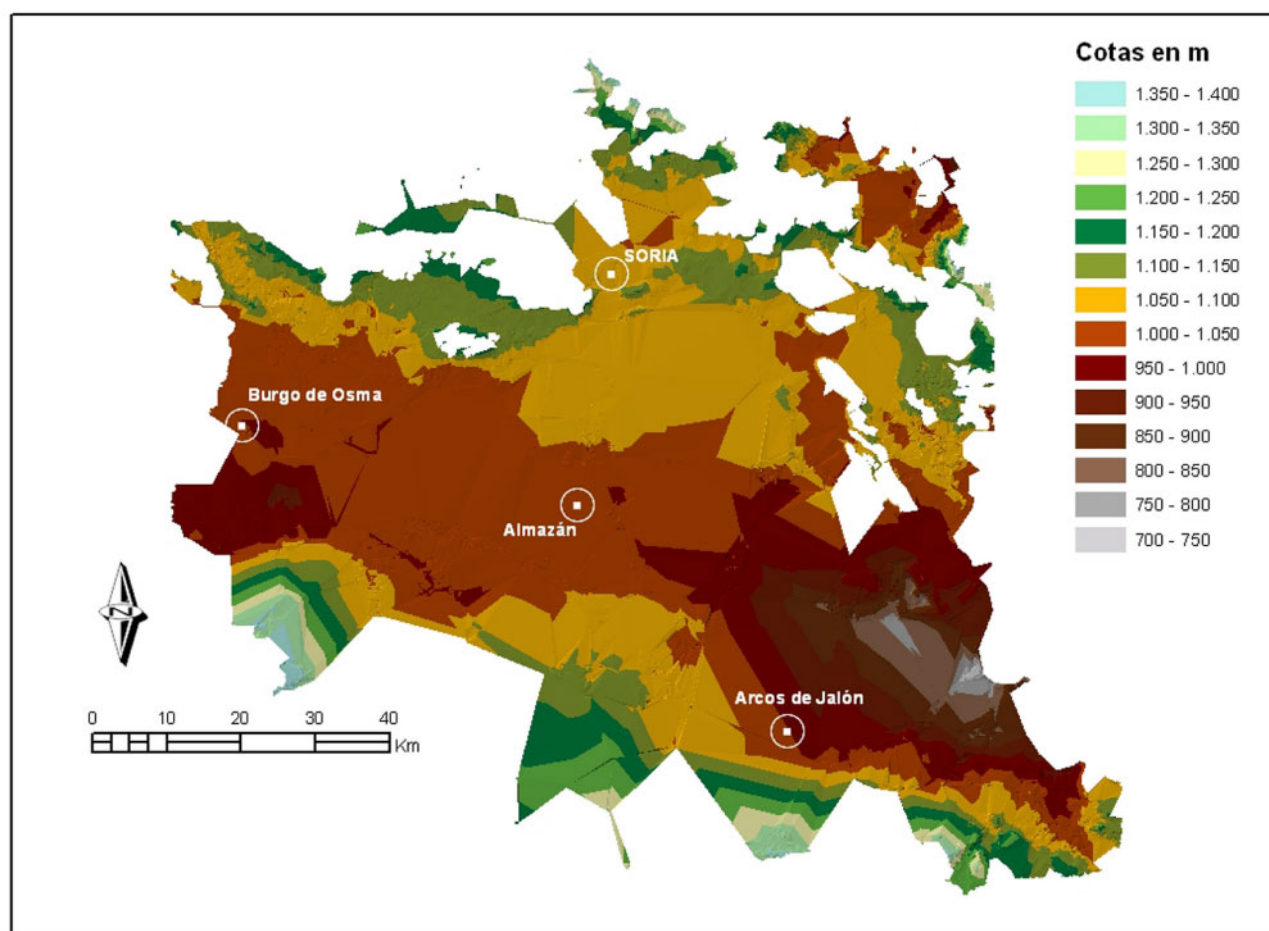 Cotas en m
1.350 - 1.400
1.300 - 1.350
1.250 - 1.300
1.200 - 1.250
1.150 - 1.200
1.100 - 1.150
1.050 - 1.100
1.000 - 1.050
950 - 1.000
900 - 950
850 - 900
800 - 850
750 - 800
700 - 750
SORIA
Burgo de Osma
Almazán
Arcos de Jalón
N
0 10 20 30 40
Km